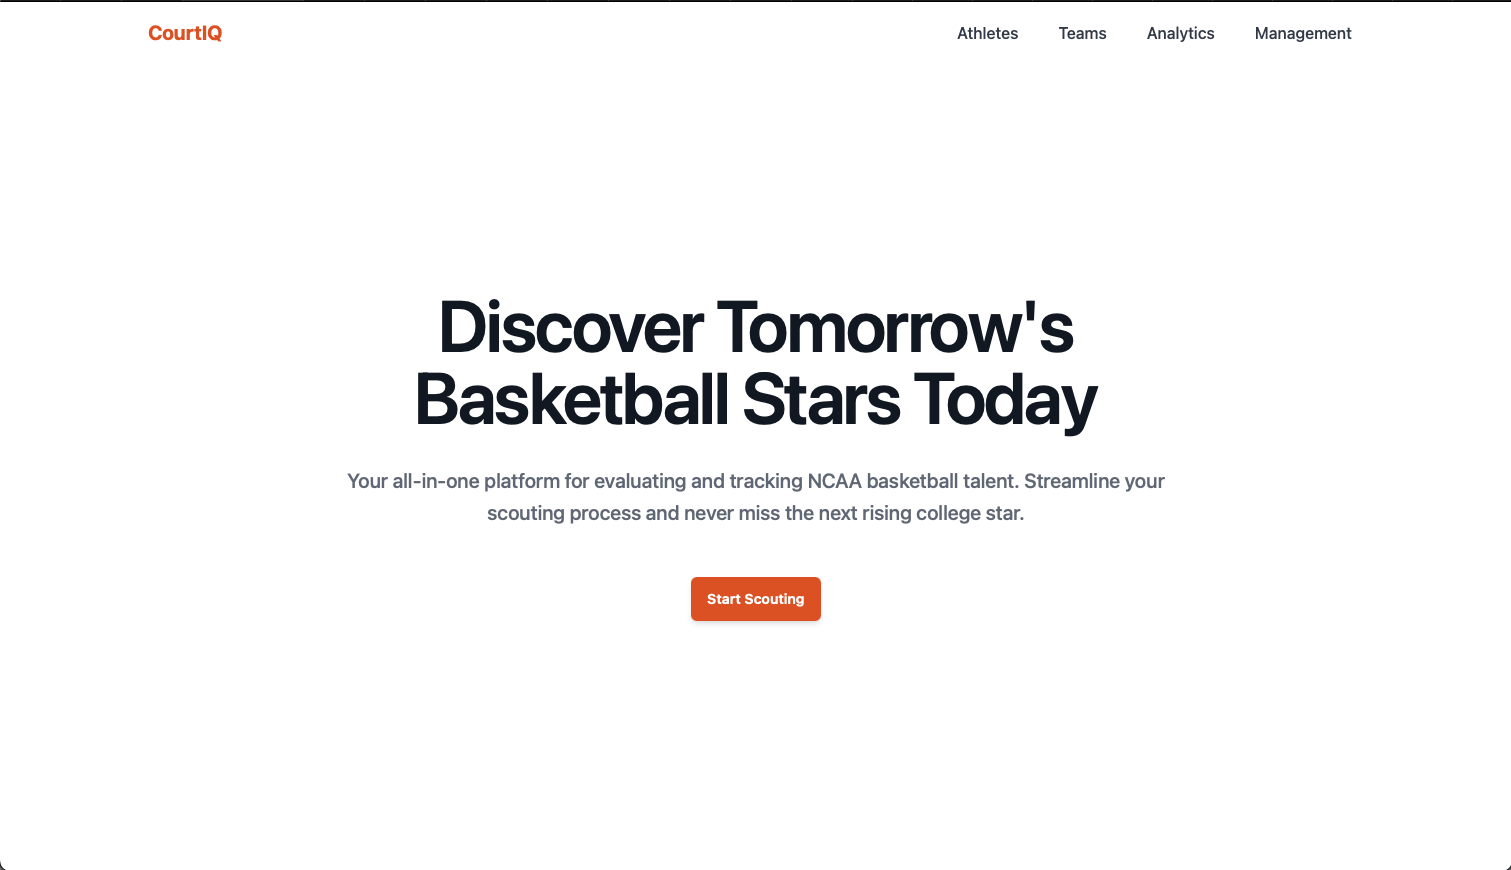 CourtIQ
Athletes Teams Analytics Management
Discover Tomorrow's
Basketball Stars Today
Your all-in-one platform for evaluating and tracking NCAA basketball talent. Streamline your
scouting process and never miss the next rising college star.
Start Scouting